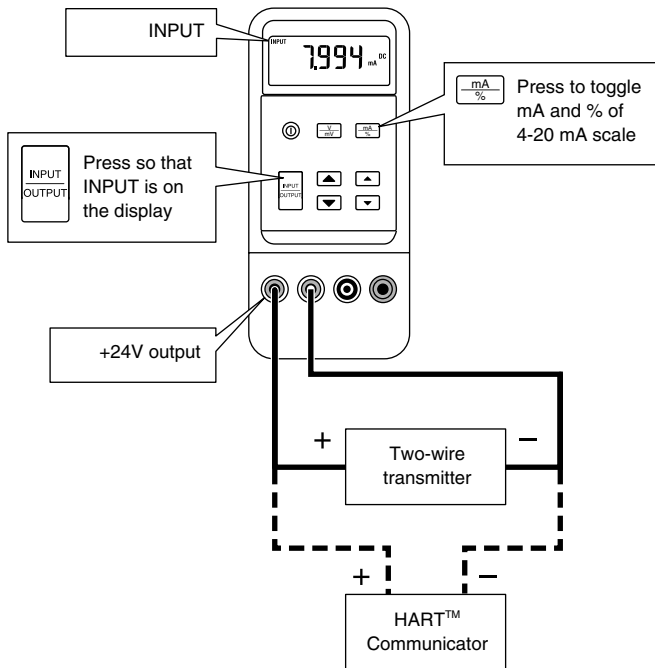 INPUT
INPUT
7.994 mA DC
mA
%
Press to toggle
mA and % of
4-20 mA scale
V
mV
mA
%
INPUT
OUTPUT
Press so that
INPUT is on
the display
INPUT
OUTPUT
+24V output
+
Two-wire
transmitter
−
+
HART™
Communicator
−